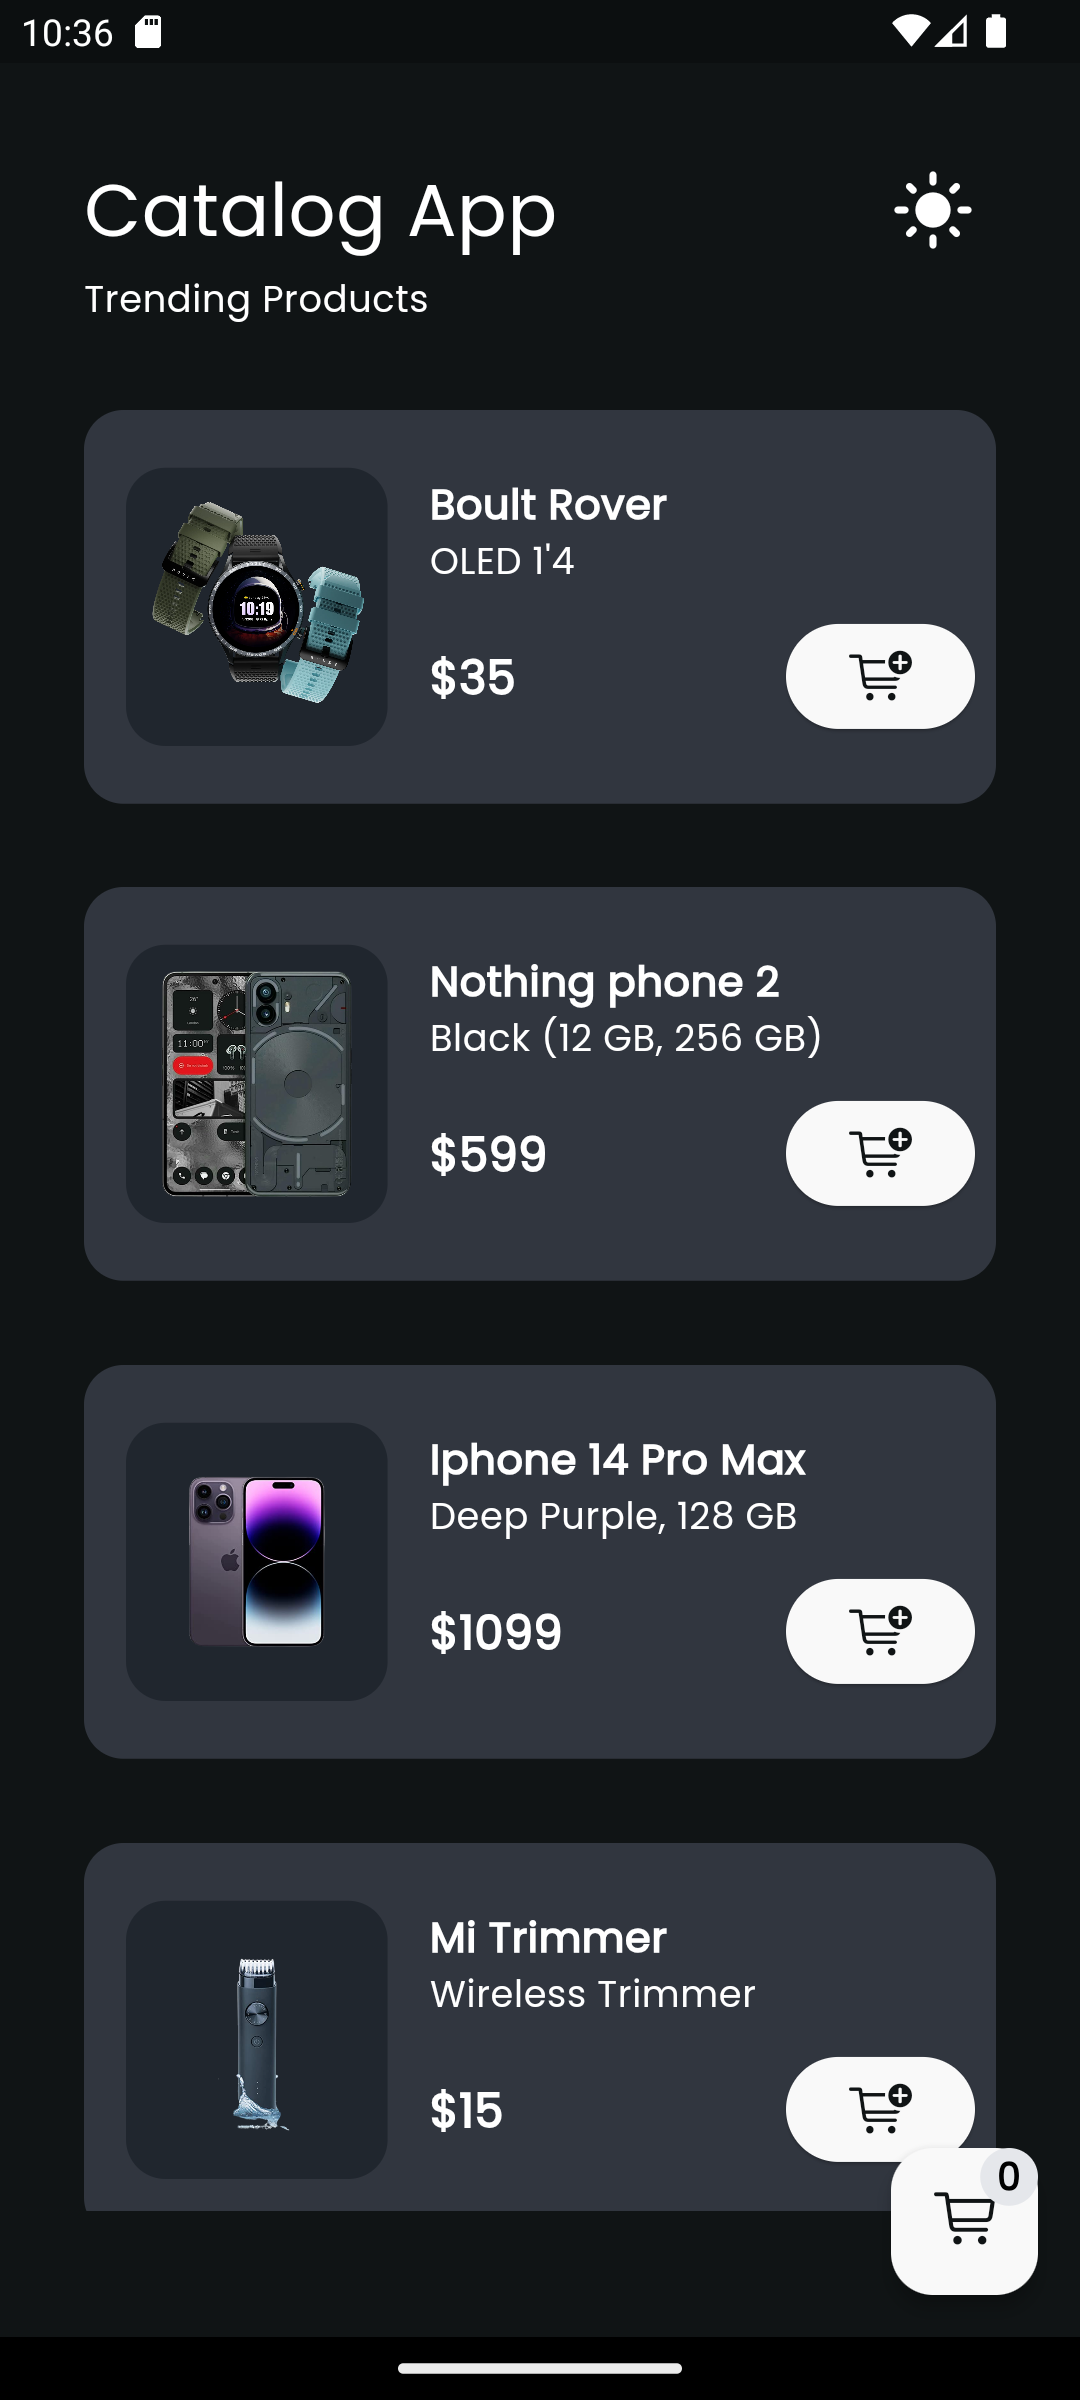 10:36
Catalog App
Trending Products
10:19
Boult Rover
OLED 1'4
$35
11:00
Nothing phone 2
Black (12 GB, 256 GB)
$599
Iphone 14 Pro Max
Deep Purple, 128 GB
$1099
Mi Trimmer
Wireless Trimmer
$15
0